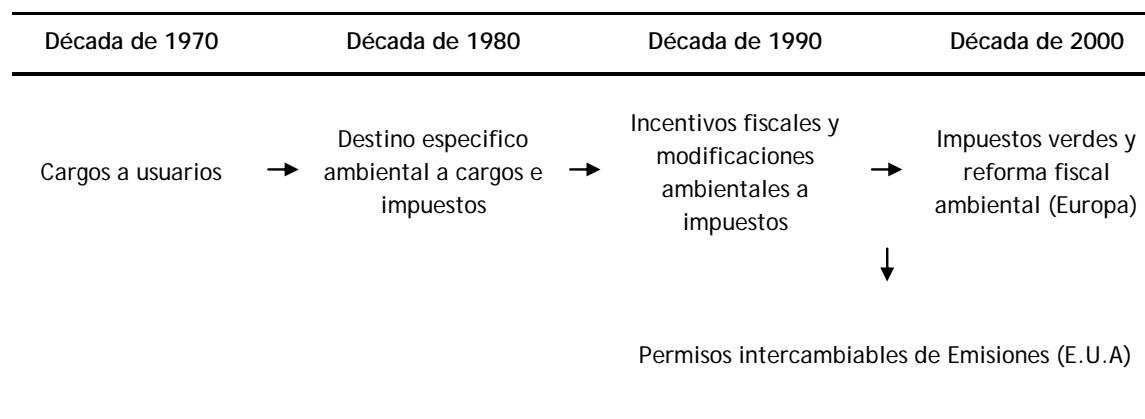 Década de 1970 Década de 1980 Década de 1990 Década de 2000
Cargos a usuarios
Destino especifico
ambiental a cargos e
impuestos
Incentivos fiscales y
modificaciones
ambientales a
impuestos
Impuestos verdes y
reforma fiscal
ambiental (Europa)
Permisos intercambiables de Emisiones (E.U.A)